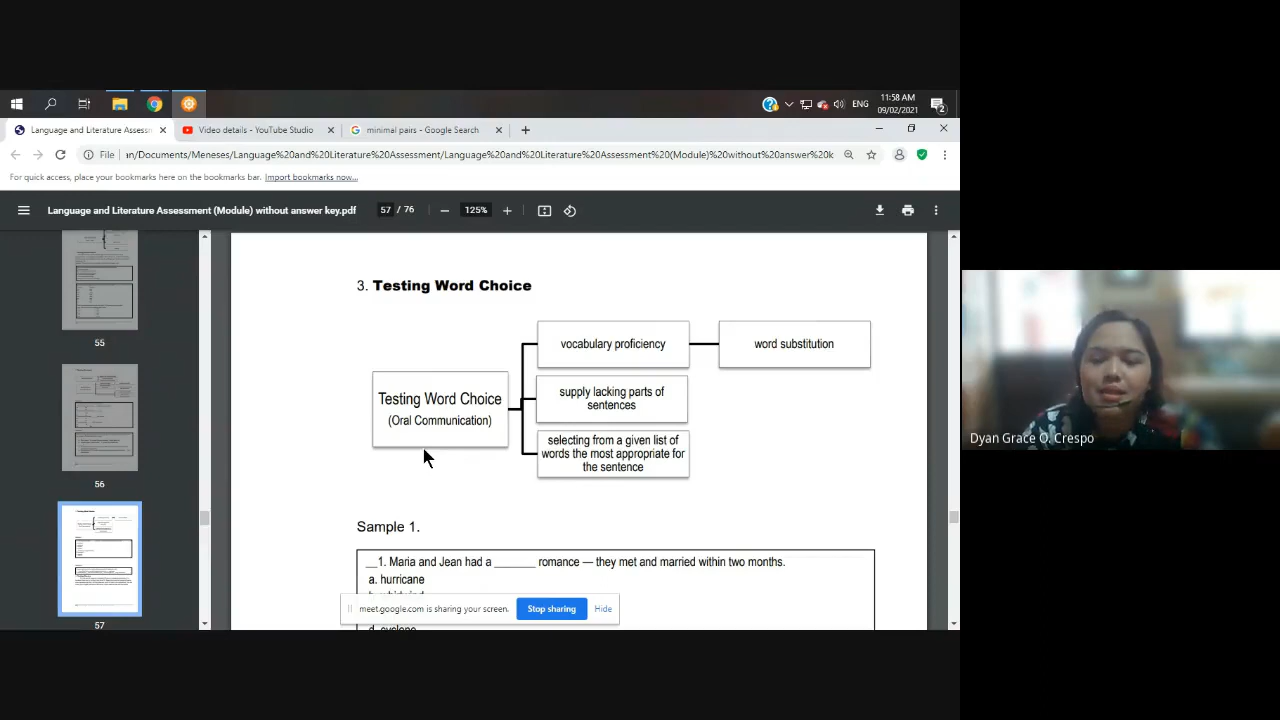 11:58 AM
ENG
09/02/2021
2
Language and Literature Assessm
Video details - YouTube Studio
minimal pairs - Google Search
File
an/Documents/Meneses/Language%20and%20Literature%20Assessment/Language%20and%20Literature%20Assessment%20(Module)%20without%20answer%20k
For quick access, place your bookmarks here on the bookmarks bar. Import bookmarks now...
Language and Literature Assessment (Module) without answer key.pdf
57 / 76
125%
55
56
57
3. Testing Word Choice
vocabulary proficiency
word substitution
Testing Word Choice
(Oral Communication)
supply lacking parts of
sentences
selecting from a given list of
words the most appropriate for
the sentence
Sample 1.
__1. Maria and Jean had a _______ romance — they met and married within two months.
a. hurricane
d. cyclone
meet.google.com is sharing your screen.
Stop sharing
Hide
Dyan Grace O. Crespo